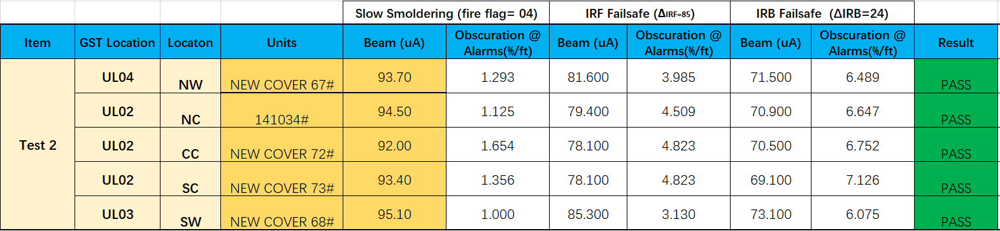 Slow Smoldering (fire flag= 04) IRF Failsafe (ΔIRF=85) IRB Failsafe (ΔIRB=24)
Item GST Location Locaton Units Beam (uA) Obscuration @ Alarms(%/ft) Beam (uA) Obscuration @ Alarms(%/ft) Beam (uA) Obscuration @ Alarms(%/ft) Result
Test 2
UL04 NW NEW COVER 67# 93.70 1.293 81.600 3.985 71.500 6.489 PASS
UL02 NC 141034# 94.50 1.125 79.400 4.509 70.900 6.647 PASS
UL02 CC NEW COVER 72# 92.00 1.654 78.100 4.823 70.500 6.752 PASS
UL02 SC NEW COVER 73# 93.40 1.356 78.100 4.823 69.100 7.126 PASS
UL03 SW NEW COVER 68# 95.10 1.000 85.300 3.130 73.100 6.075 PASS